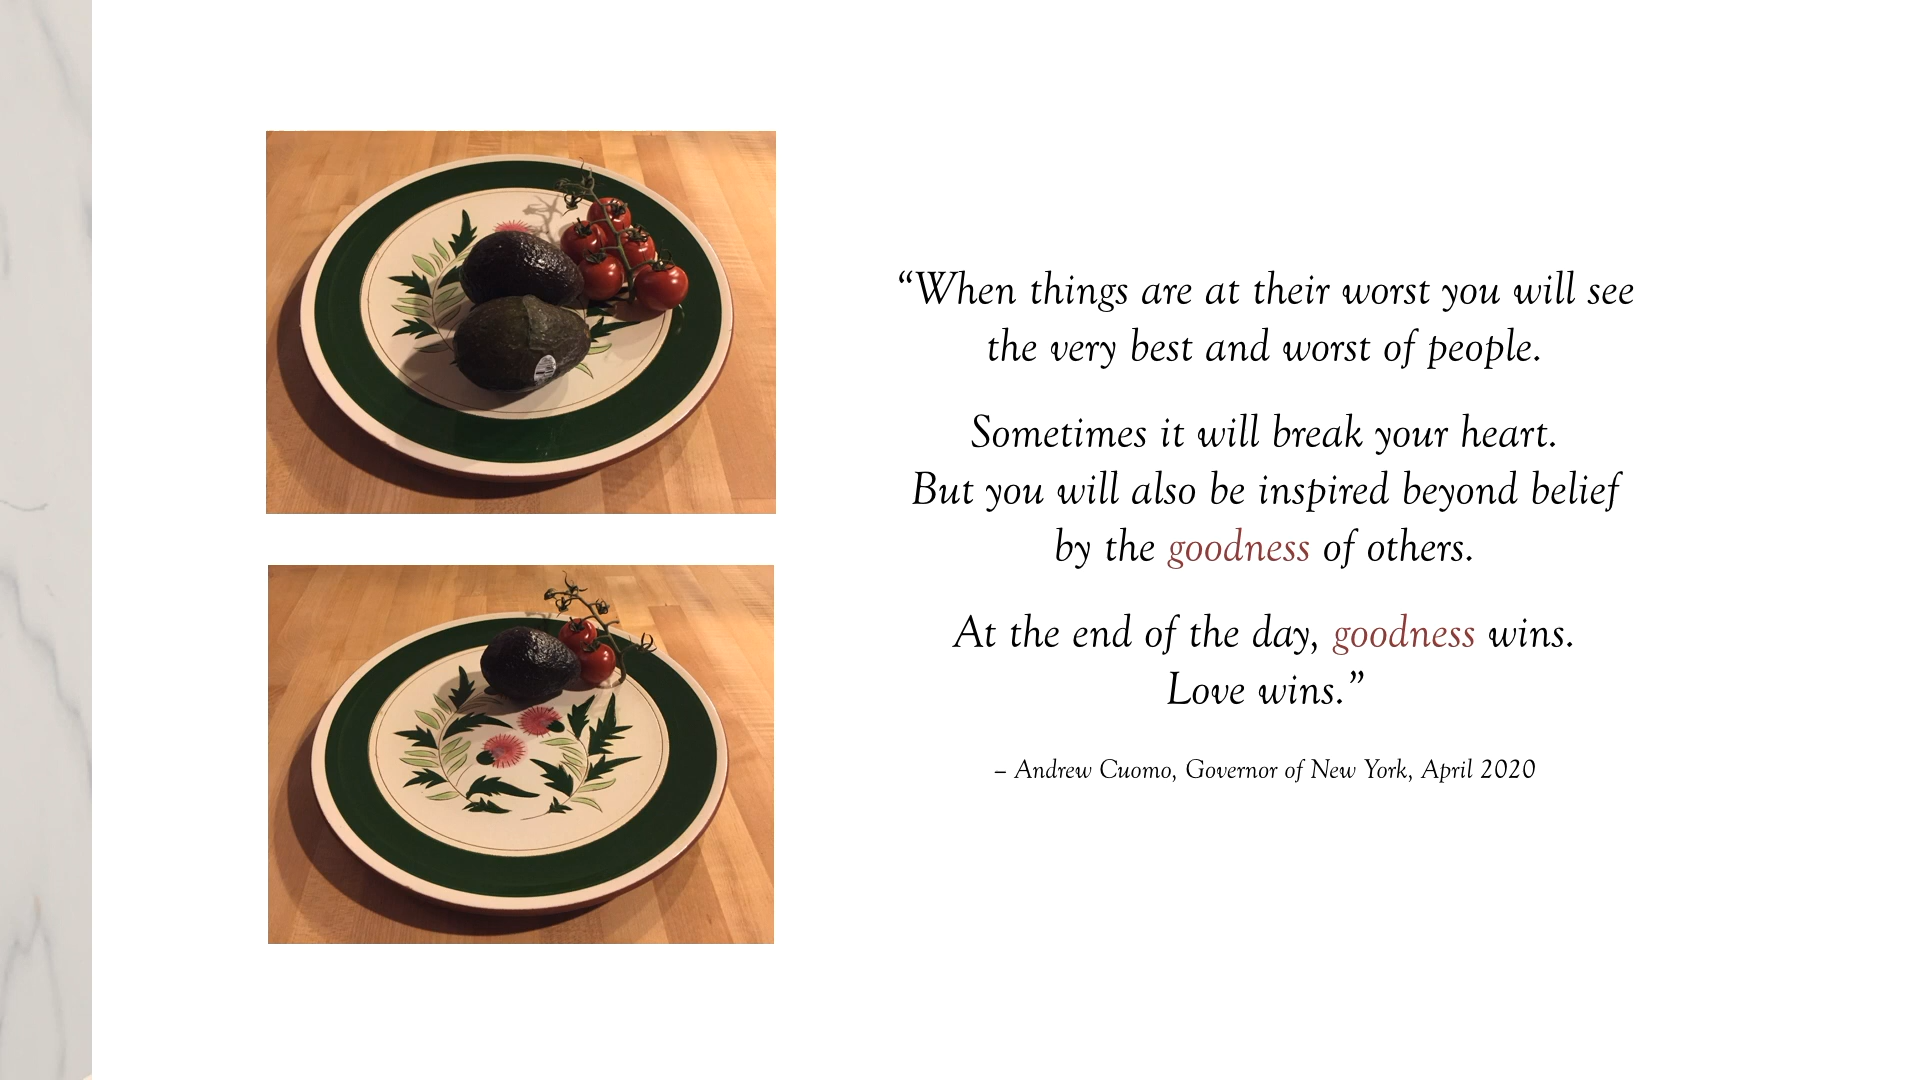 “When things are at their worst you will see
the very best and worst of people.
Sometimes it will break your heart.
But you will also be inspired beyond belief
by the goodness of others.
At the end of the day, goodness wins.
Love wins.”
– Andrew Cuomo, Governor of New York, April 2020